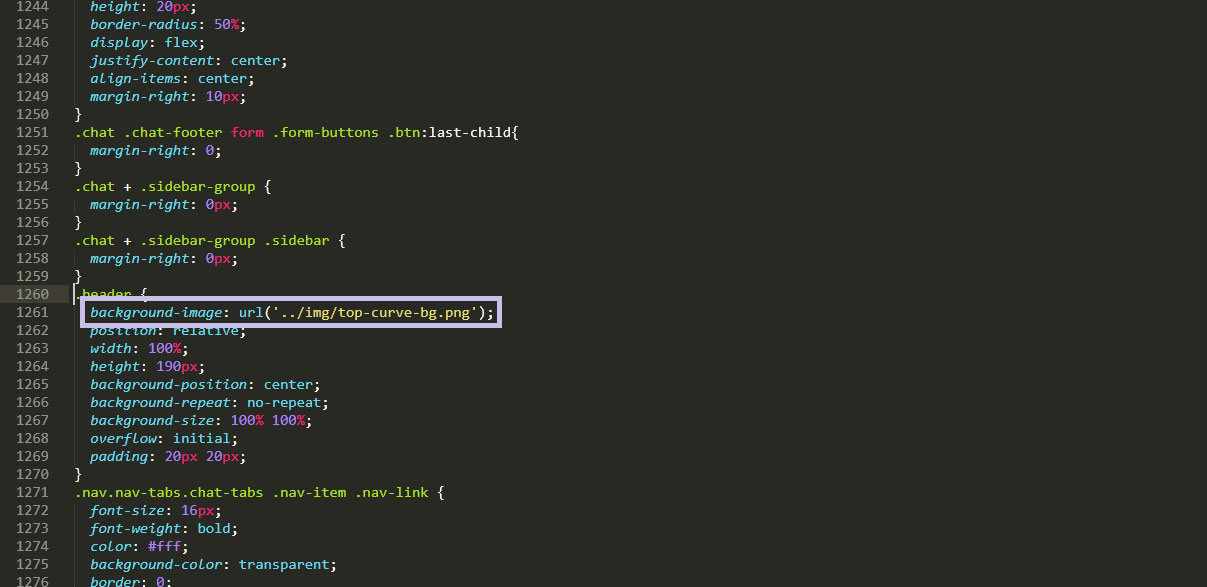 1244 height: 20px;
1245 border-radius: 50%;
1246 display: flex;
1247 justify-content: center;
1248 align-items: center;
1249 margin-right: 10px;
1250 }
1251 .chat .chat-footer form .form-buttons .btn:last-child{
1252 margin-right: 0;
1253 }
1254 .chat + .sidebar-group {
1255 margin-right: 0px;
1256 }
1257 .chat + .sidebar-group .sidebar {
1258 margin-right: 0px;
1259 }
1260 .header {
1261 background-image: url('../img/top-curve-bg.png');
1262 position: relative;
1263 width: 100%;
1264 height: 190px;
1265 background-position: center;
1266 background-repeat: no-repeat;
1267 background-size: 100% 100%;
1268 overflow: initial;
1269 padding: 20px 20px;
1270 }
1271 .nav.nav-tabs.chat-tabs .nav-item .nav-link {
1272 font-size: 16px;
1273 font-weight: bold;
1274 color: #fff;
1275 background-color: transparent;
1276 border: 0;